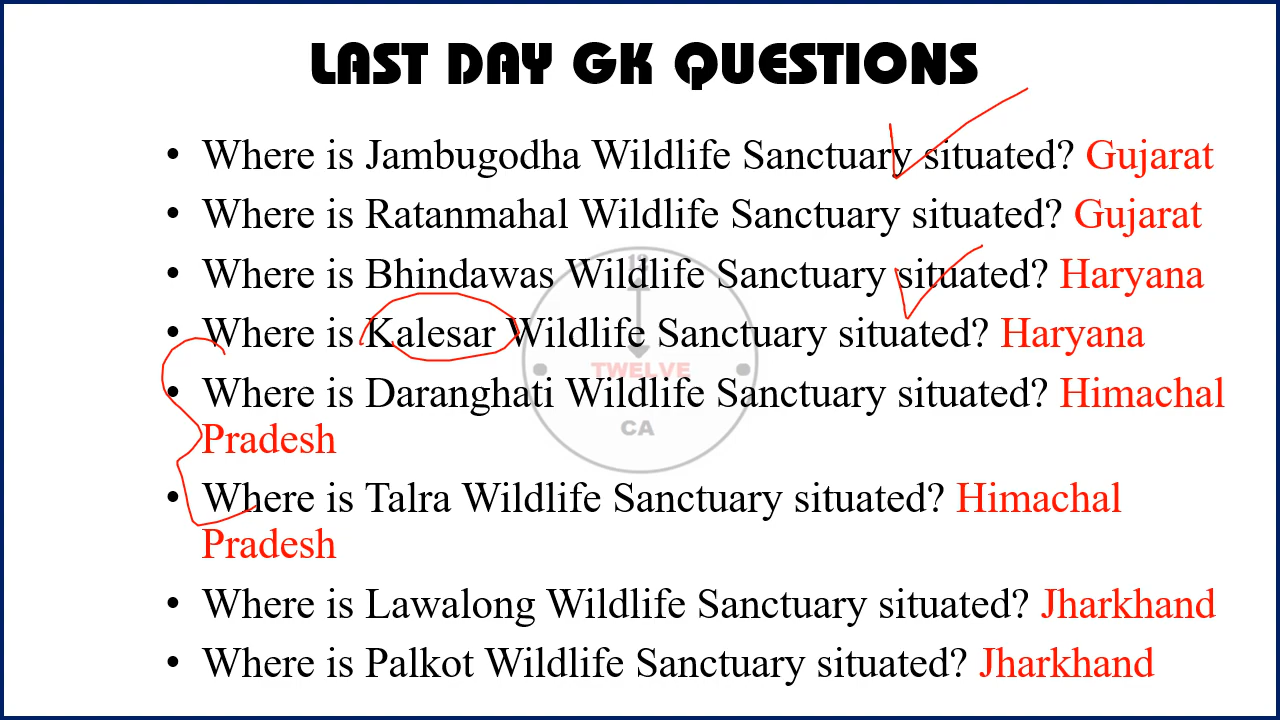 LAST DAY GK QUESTIONS
• Where is Jambugodha Wildlife Sanctuary situated? Gujarat
• Where is Ratanmahal Wildlife Sanctuary situated? Gujarat
• Where is Bhindawas Wildlife Sanctuary situated? Haryana
• Where is Kalesar Wildlife Sanctuary situated? Haryana
• Where is Daranghati Wildlife Sanctuary situated? Himachal
Pradesh
• Where is Talra Wildlife Sanctuary situated? Himachal
Pradesh
• Where is Lawalong Wildlife Sanctuary situated? Jharkhand
• Where is Palkot Wildlife Sanctuary situated? Jharkhand
12
TWELVE
CA